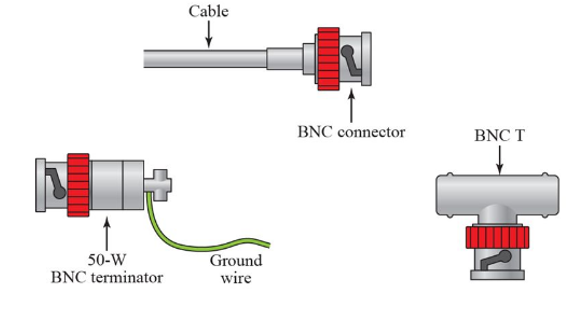 Cable
BNC connector
BNC T
50-W
BNC terminator
Ground
wire